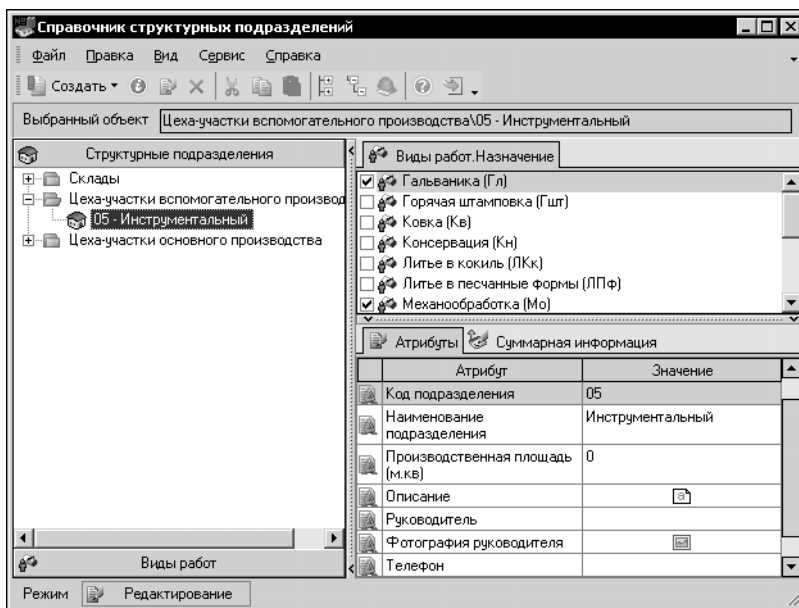 Справочник структурных подразделений
Файл Правка Вид Сервис Справка
Создать
Выбранный объект Цеха-участки вспомогательного производства\05 - Инструментальный
Структурные подразделения
Склады
Цеха-участки вспомогательного производ
05 - Инструментальный
Цеха-участки основного производства
Виды работ
Виды работ.Назначение
Гальваника (Гл)
Горячая штамповка (Гшт)
Ковка (Кв)
Консервация (Кн)
Литье в кокиль (ЛКк)
Литье в песчанные формы (ЛПф)
Механообработка (Мо)
Атрибуты Суммарная информация
Атрибут Значение
Код подразделения 05
Наименование Инструментальный
подразделения
Производственная площадь 0
(м.кв)
Описание
Руководитель
Фотография руководителя
Телефон
Режим Редактирование